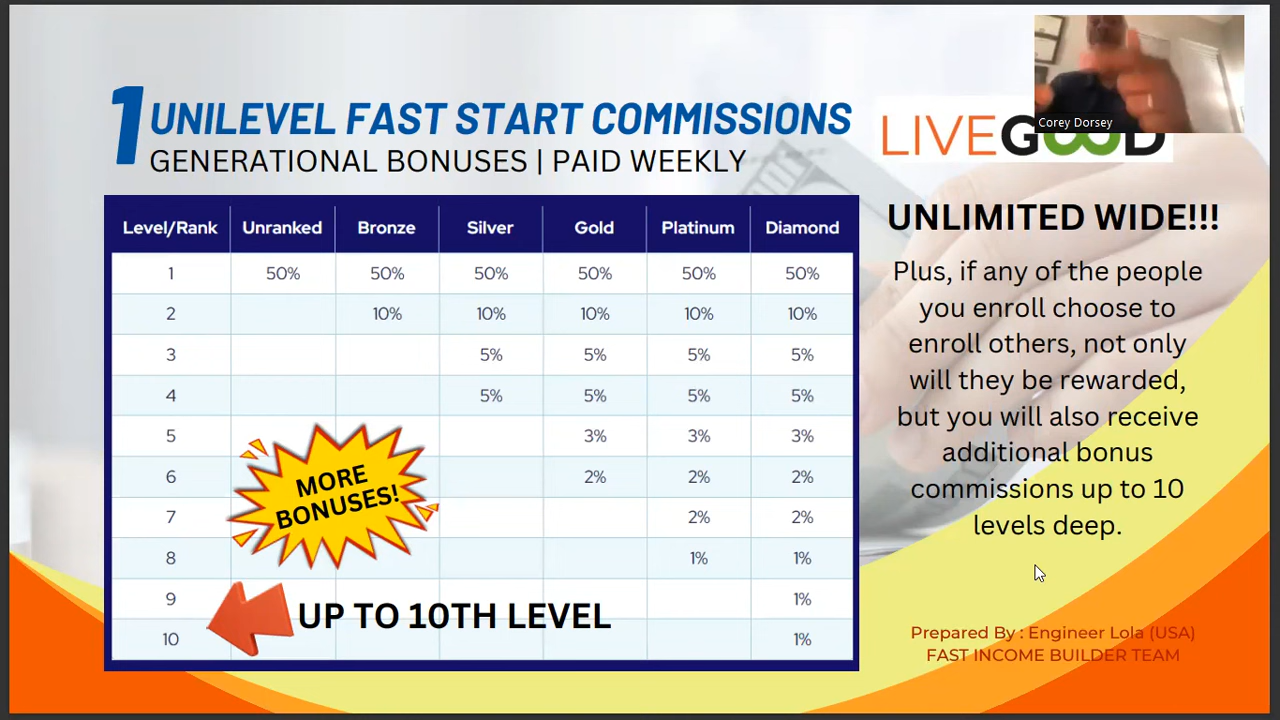 1 UNILEVEL FAST START COMMISSIONS
GENERATIONAL BONUSES | PAID WEEKLY
Corey Dorsey
LIVEGOOD
Level/Rank Unranked Bronze Silver Gold Platinum Diamond
1 50% 50% 50% 50% 50% 50%
2 10% 10% 10% 10% 10%
3 5% 5% 5% 5%
4 5% 5% 5% 5%
5 3% 3% 3%
6 2% 2% 2%
7 2% 2%
8 1% 1%
9 1%
10 1%
MORE
BONUSES!
UP TO 10TH LEVEL
UNLIMITED WIDE!!!
Plus, if any of the people
you enroll choose to
enroll others, not only
will they be rewarded,
but you will also receive
additional bonus
commissions up to 10
levels deep.
Prepared By : Engineer Lola (USA)
FAST INCOME BUILDER TEAM